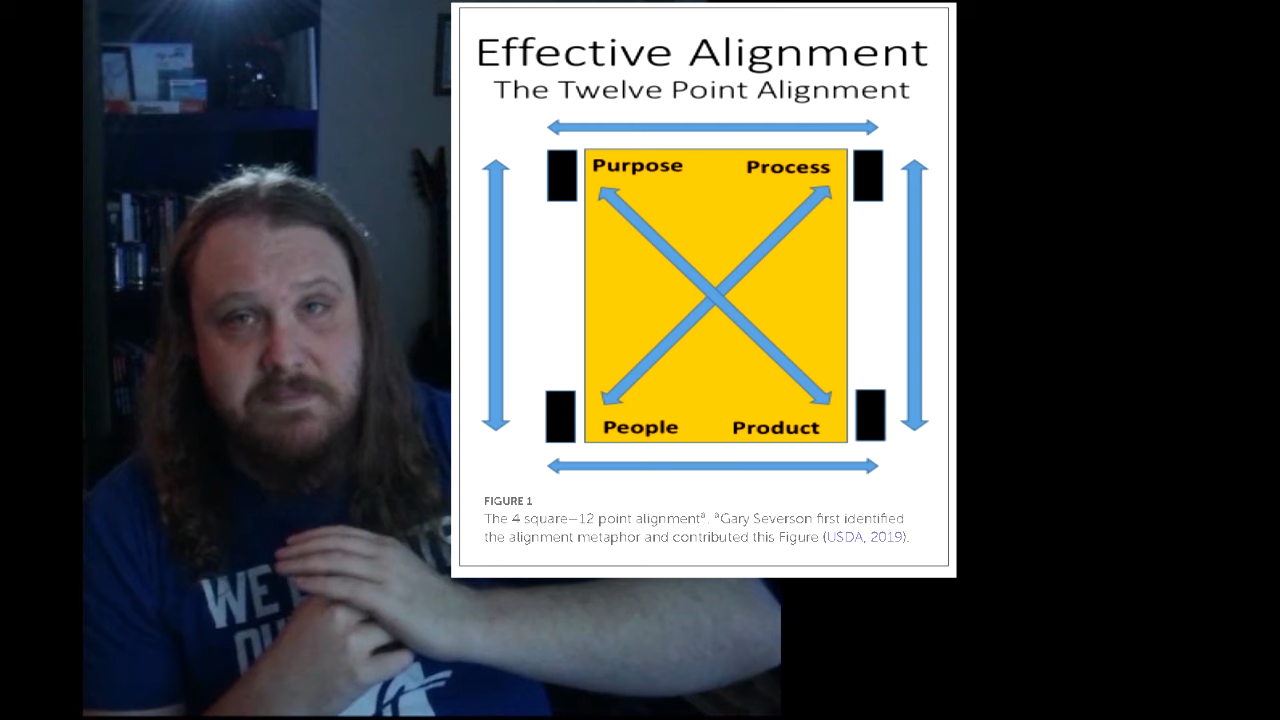 Effective Alignment
The Twelve Point Alignment
Purpose Process
People Product
FIGURE 1
The 4 square—12 point alignmentᵃ. ᵃGary Severson first identified
the alignment metaphor and contributed this Figure (USDA, 2019).
WE